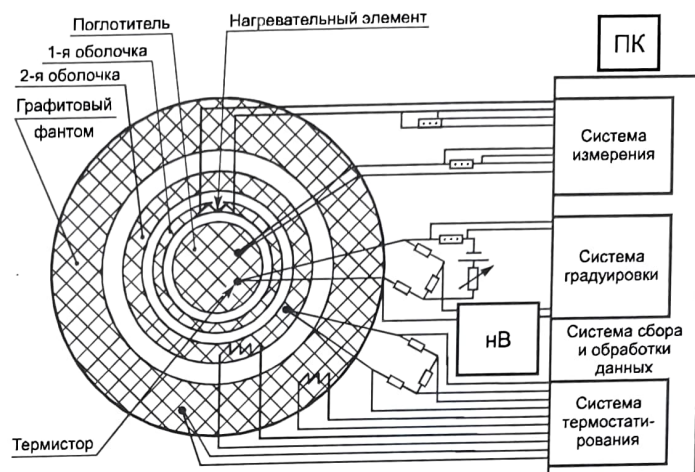 Поглотитель
Нагревательный элемент
1-я оболочка
2-я оболочка
Графитовый
фантом
Термистор
ПК
Система
измерения
Система
градуировки
нВ
Система сбора
и обработки
данных
Система
термостати-
рования